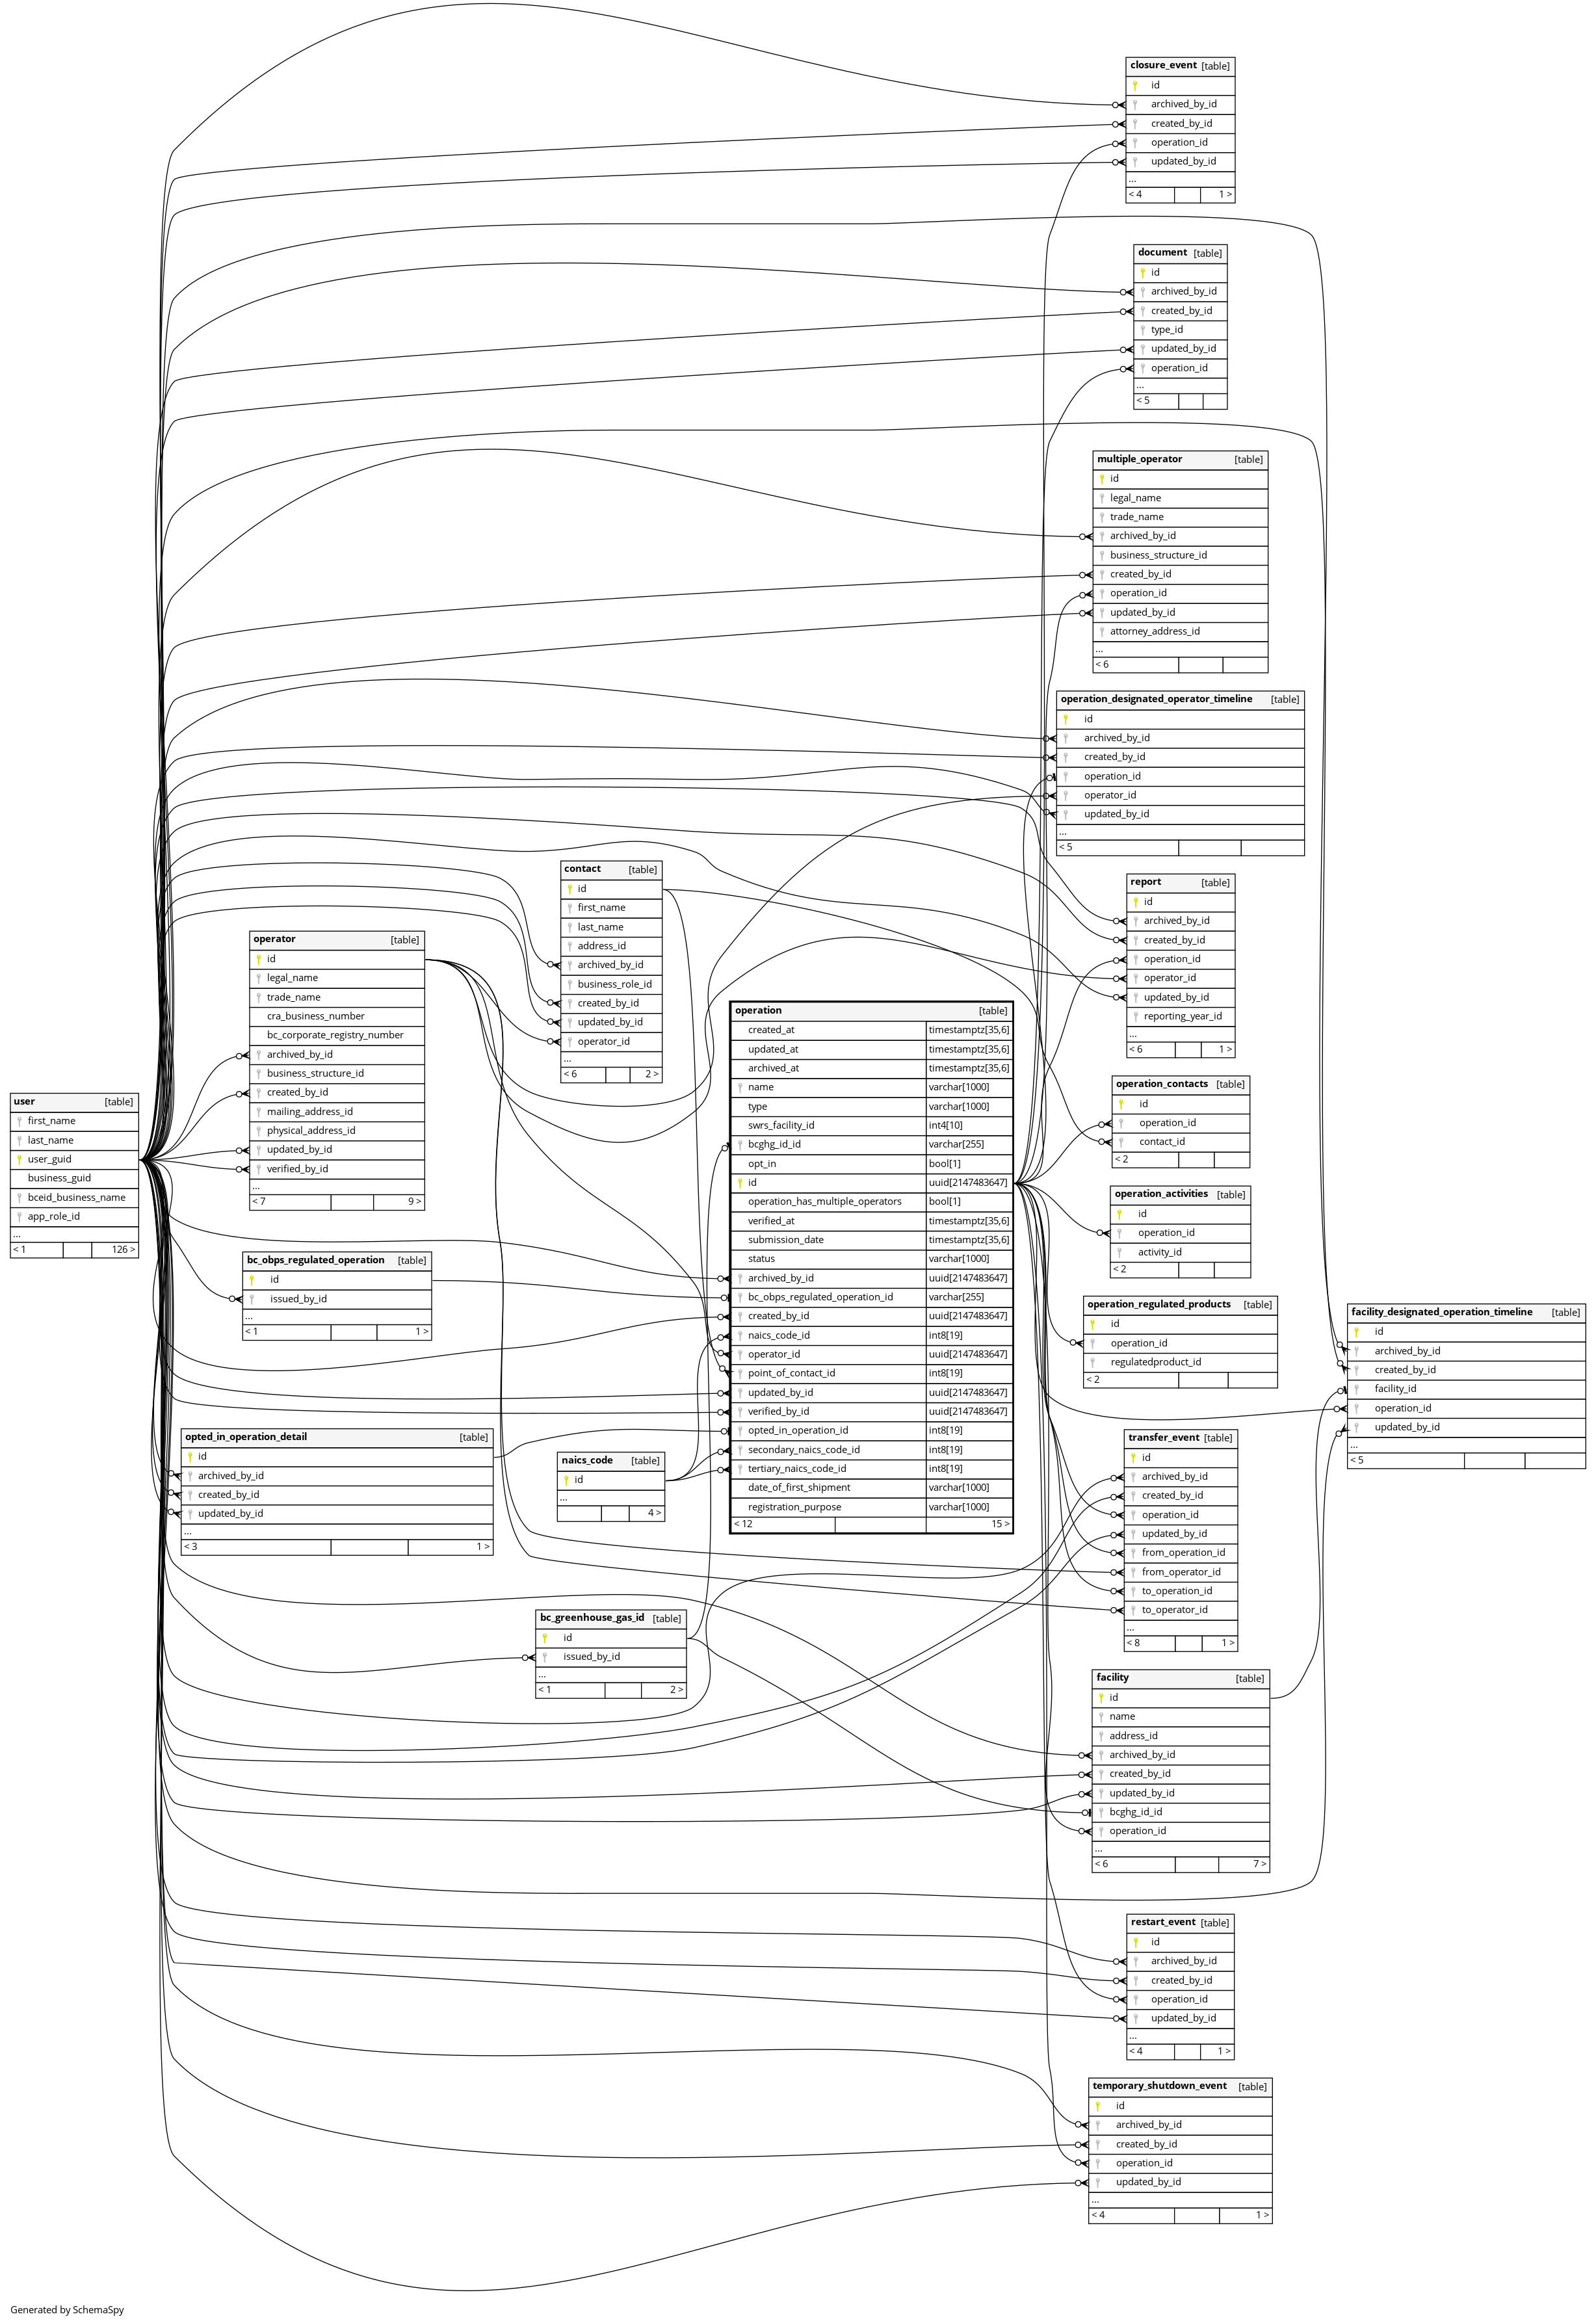 closure_event [table]
id
archived_by_id
created_by_id
operation_id
updated_by_id
...
< 4 1 >
document [table]
id
archived_by_id
created_by_id
type_id
updated_by_id
operation_id
...
< 5
multiple_operator [table]
id
legal_name
trade_name
archived_by_id
business_structure_id
created_by_id
operation_id
updated_by_id
attorney_address_id
...
< 6
operation_designated_operator_timeline [table]
id
archived_by_id
created_by_id
operation_id
operator_id
updated_by_id
...
< 5
contact [table]
id
first_name
last_name
address_id
archived_by_id
business_role_id
created_by_id
updated_by_id
operator_id
...
< 6 2 >
report [table]
id
archived_by_id
created_by_id
operation_id
operator_id
updated_by_id
reporting_year_id
...
< 6 1 >
operator [table]
id
legal_name
trade_name
cra_business_number
bc_corporate_registry_number
archived_by_id
business_structure_id
created_by_id
mailing_address_id
physical_address_id
updated_by_id
verified_by_id
...
< 7 9 >
operation [table]
created_at timestamptz[35,6]
updated_at timestamptz[35,6]
archived_at timestamptz[35,6]
name varchar[1000]
type varchar[1000]
swrs_facility_id int4[10]
bcghg_id_id varchar[255]
opt_in bool[1]
id uuid[2147483647]
operation_has_multiple_operators bool[1]
verified_at timestamptz[35,6]
submission_date timestamptz[35,6]
status varchar[1000]
archived_by_id uuid[2147483647]
bc_obps_regulated_operation_id varchar[255]
created_by_id uuid[2147483647]
naics_code_id int8[19]
operator_id uuid[2147483647]
point_of_contact_id int8[19]
updated_by_id uuid[2147483647]
verified_by_id uuid[2147483647]
opted_in_operation_id int8[19]
secondary_naics_code_id int8[19]
tertiary_naics_code_id int8[19]
date_of_first_shipment varchar[1000]
registration_purpose varchar[1000]
< 12 15 >
operation_contacts [table]
id
operation_id
contact_id
< 2
user [table]
first_name
last_name
user_guid
business_guid
bceid_business_name
app_role_id
...
< 1 126 >
operation_activities [table]
id
operation_id
activity_id
< 2
bc_obps_regulated_operation [table]
id
issued_by_id
...
< 1 1 >
operation_regulated_products [table]
id
operation_id
regulatedproduct_id
< 2
facility_designated_operation_timeline [table]
id
archived_by_id
created_by_id
facility_id
operation_id
updated_by_id
...
< 5
opted_in_operation_detail [table]
id
archived_by_id
created_by_id
updated_by_id
...
< 3 1 >
naics_code [table]
id
...
4 >
transfer_event [table]
id
archived_by_id
created_by_id
operation_id
updated_by_id
from_operation_id
from_operator_id
to_operation_id
to_operator_id
...
< 8 1 >
bc_greenhouse_gas_id [table]
id
issued_by_id
...
< 1 2 >
facility [table]
id
name
address_id
archived_by_id
created_by_id
updated_by_id
bcghg_id_id
operation_id
...
< 6 7 >
restart_event [table]
id
archived_by_id
created_by_id
operation_id
updated_by_id
...
< 4 1 >
temporary_shutdown_event [table]
id
archived_by_id
created_by_id
operation_id
updated_by_id
...
< 4 1 >
Generated by SchemaSpy